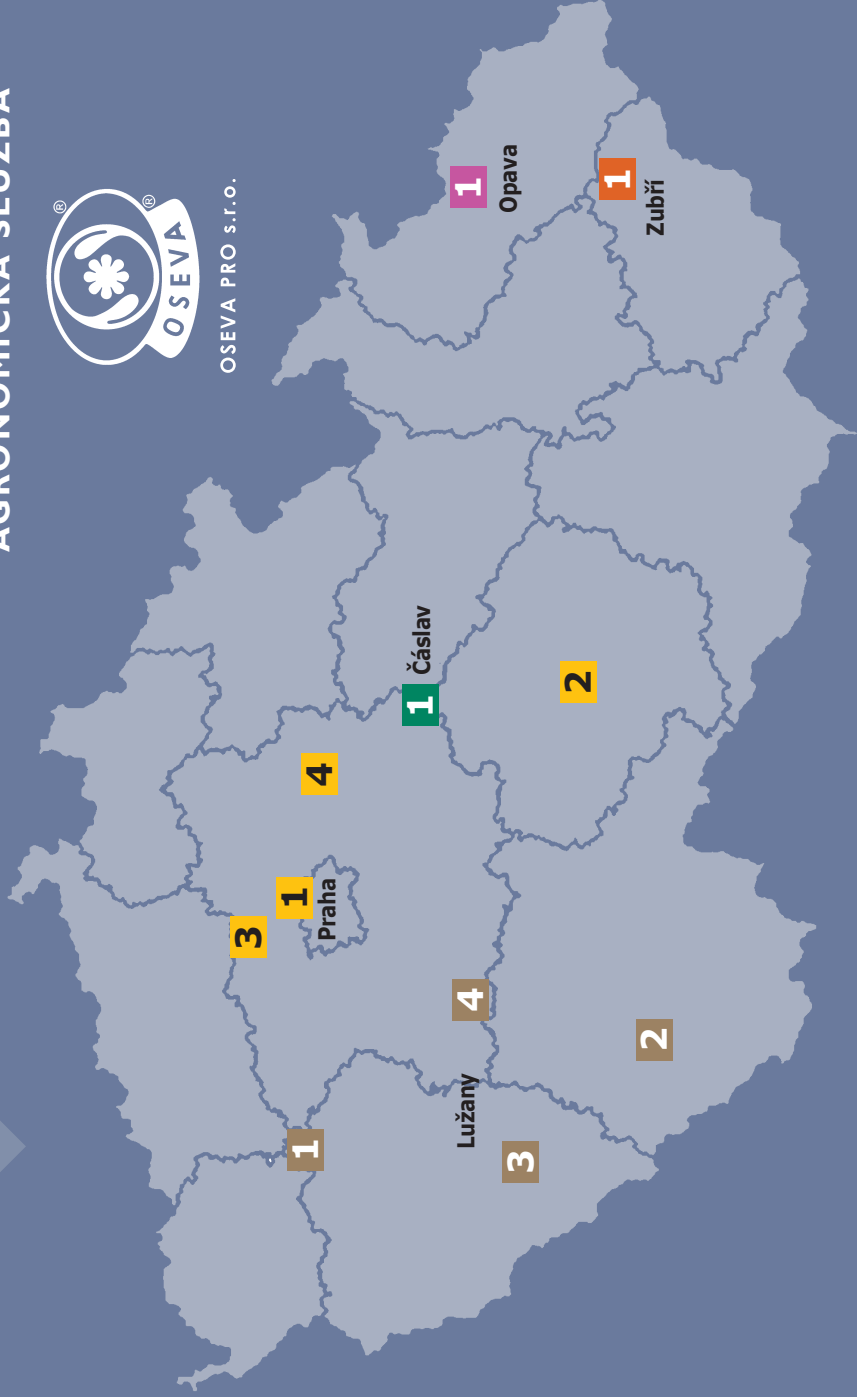 AGRONOMICKÁ SLUŽBA
®
®
OSEVA
OSEVA PRO s.r.o.
1
3
1
Praha
4
1
Čáslav
Lužany
4
3
2
2
1
Opava
1
Zubří